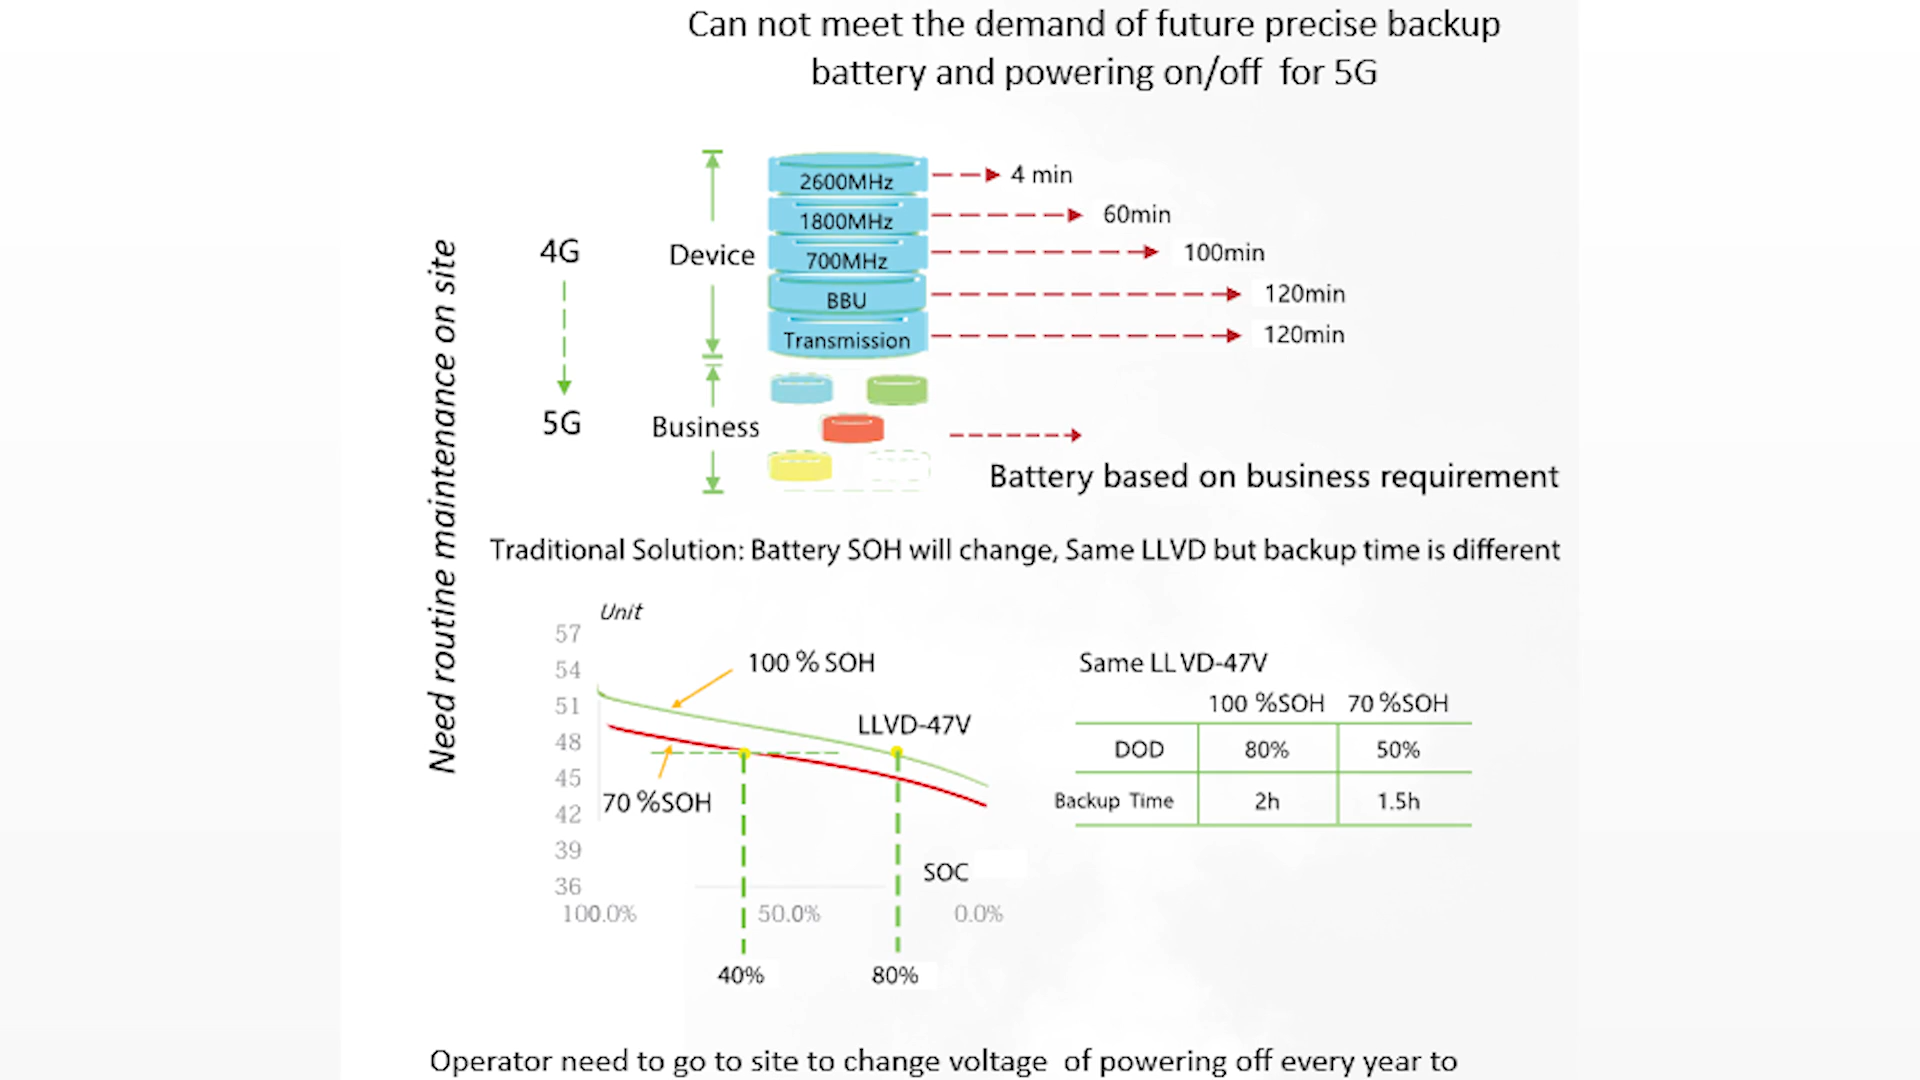 Can not meet the demand of future precise backup
battery and powering on/off for 5G
Need routine maintenance on site
4G
5G
Device
Business
2600MHz
4 min
1800MHz
60min
700MHz
100min
BBU
120min
Transmission
120min
Battery based on business requirement
Traditional Solution: Battery SOH will change, Same LLVD but backup time is different
Unit
57
54
51
48
45
42
39
36
100 % SOH
LLVD-47V
70 %SOH
SOC
100.0%
50.0%
0.0%
40%
80%
Same LL VD-47V
100 %SOH 70 %SOH
DOD 80% 50%
Backup Time 2h 1.5h
Operator need to go to site to change voltage of powering off every year to